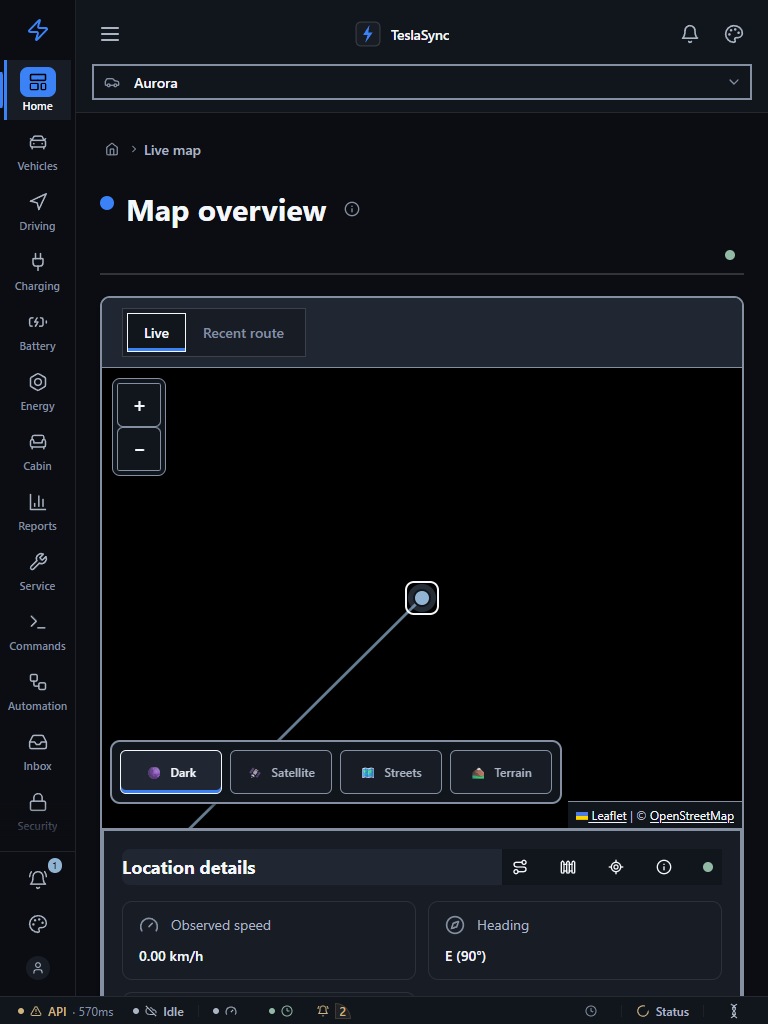 TeslaSync
Aurora
Home
Vehicles
Driving
Charging
Battery
Energy
Cabin
Reports
Service
Commands
Automation
Inbox
Security
1
Live map
Map overview
Live
Recent route
+
−
Dark
Satellite
Streets
Terrain
Leaflet | © OpenStreetMap
Location details
Observed speed
0.00 km/h
Heading
E (90°)
API · 570ms
Idle
2
Status